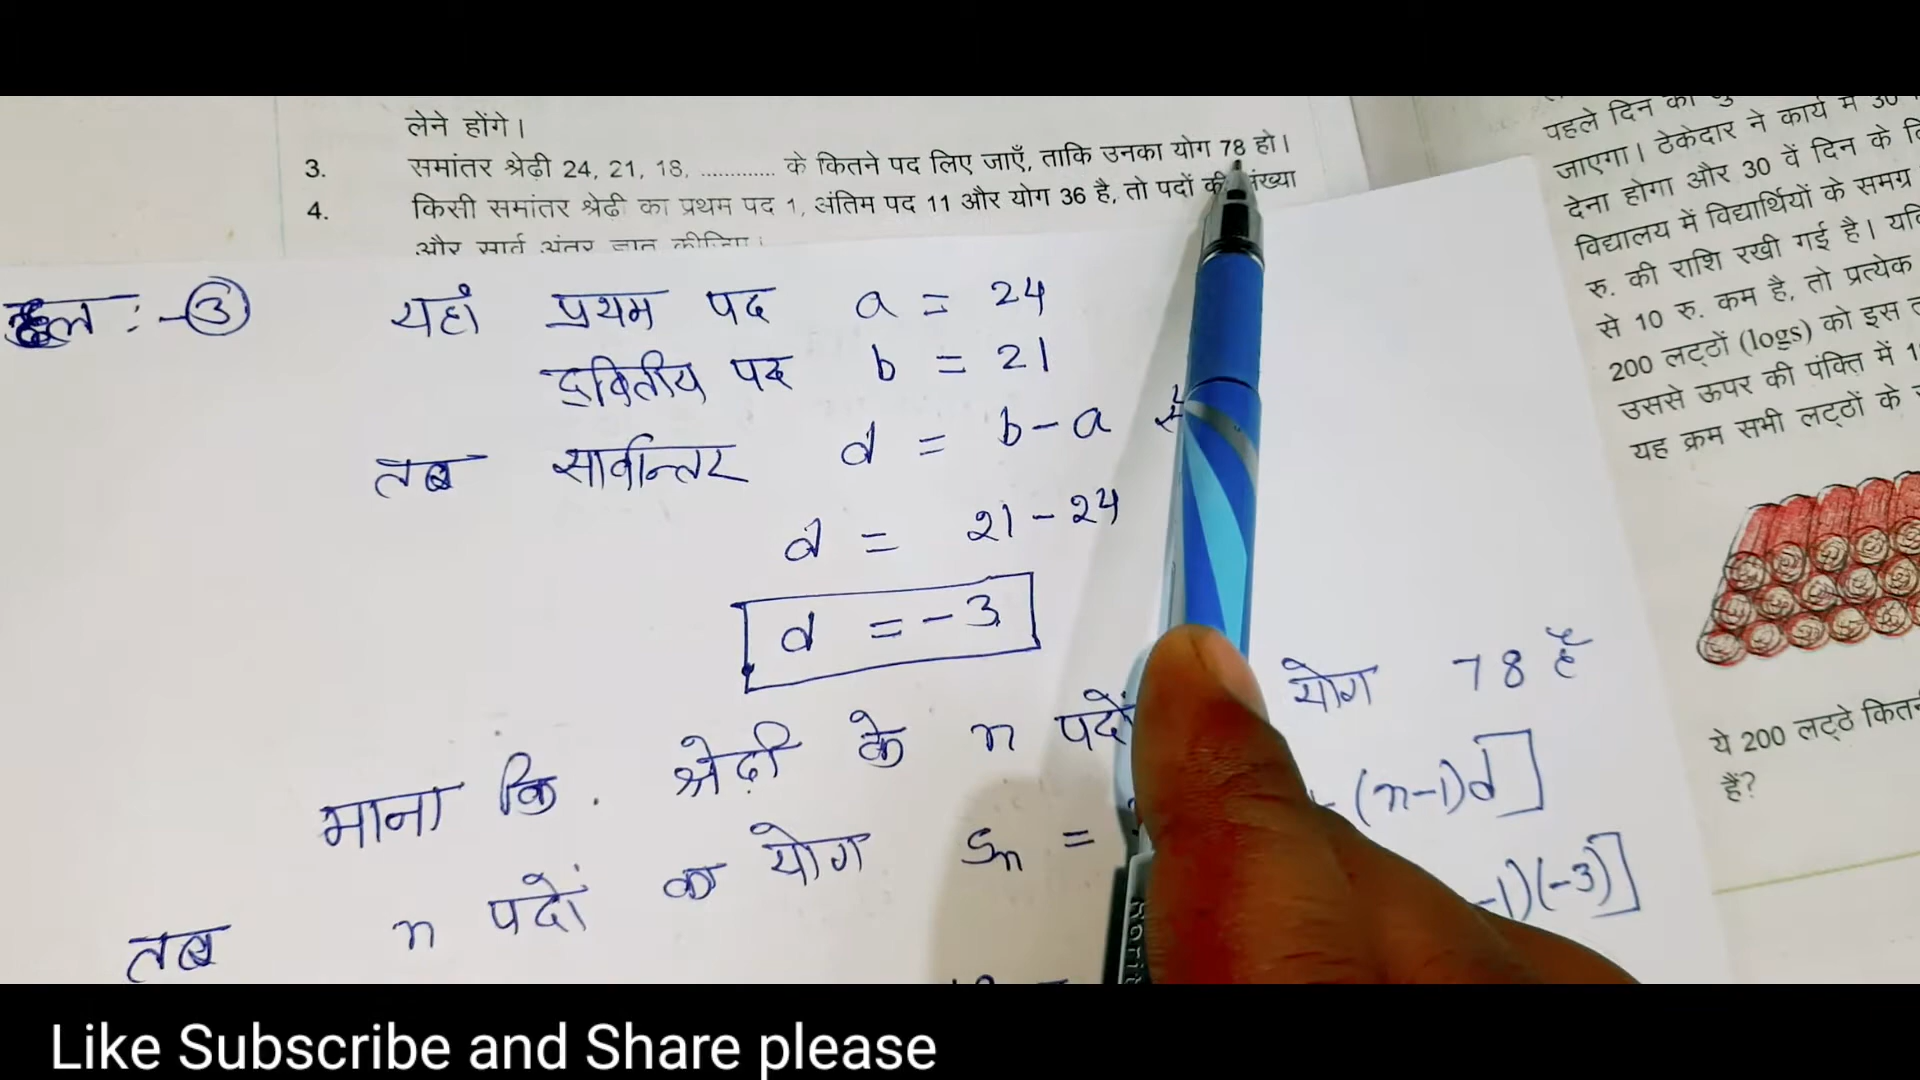 लेने होंगे।
3. समांतर श्रेढ़ी 24, 21, 18, ............ के कितने पद लिए जाएँ, ताकि उनका योग 78 हो।
4. किसी समांतर श्रेढ़ी का प्रथम पद 1, अंतिम पद 11 और योग 36 है, तो पदों की संख्या
और सार्व अंतर ज्ञात कीजिए।
हल :- 3 यहां प्रथम पद a = 24
द्वितीय पद b = 21
तब सार्वान्तर d = b - a से
d = 21 - 24
d = - 3
माना कि श्रेढ़ी के n पदों योग 78 है
तब n पदों का योग Sn = (n-1)d]
-1)(-3)]
पहले दिन का
जाएगा। ठेकेदार ने कार्य में 30
देना होगा और 30 वें दिन के
विद्यालय में विद्यार्थियों के समग्र
रु. की राशि रखी गई है। यदि
से 10 रु. कम है, तो प्रत्येक
200 लट्ठों (logs) को इस
उससे ऊपर की पंक्ति में
यह क्रम सभी लट्ठों के
ये 200 लट्ठे
हैं?
Like Subscribe and Share please